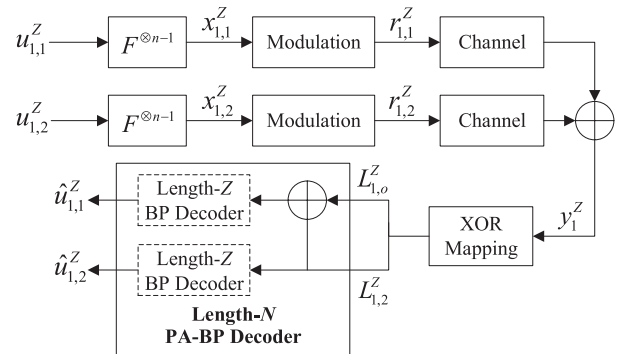 u_{1,1}^Z F^{⊗n-1} x_{1,1}^Z Modulation r_{1,1}^Z Channel
u_{1,2}^Z F^{⊗n-1} x_{1,2}^Z Modulation r_{1,2}^Z Channel
û_{1,1}^Z Length-Z BP Decoder L_{1,o}^Z
XOR Mapping y_1^Z
û_{1,2}^Z Length-Z BP Decoder L_{1,2}^Z
Length-N
PA-BP Decoder